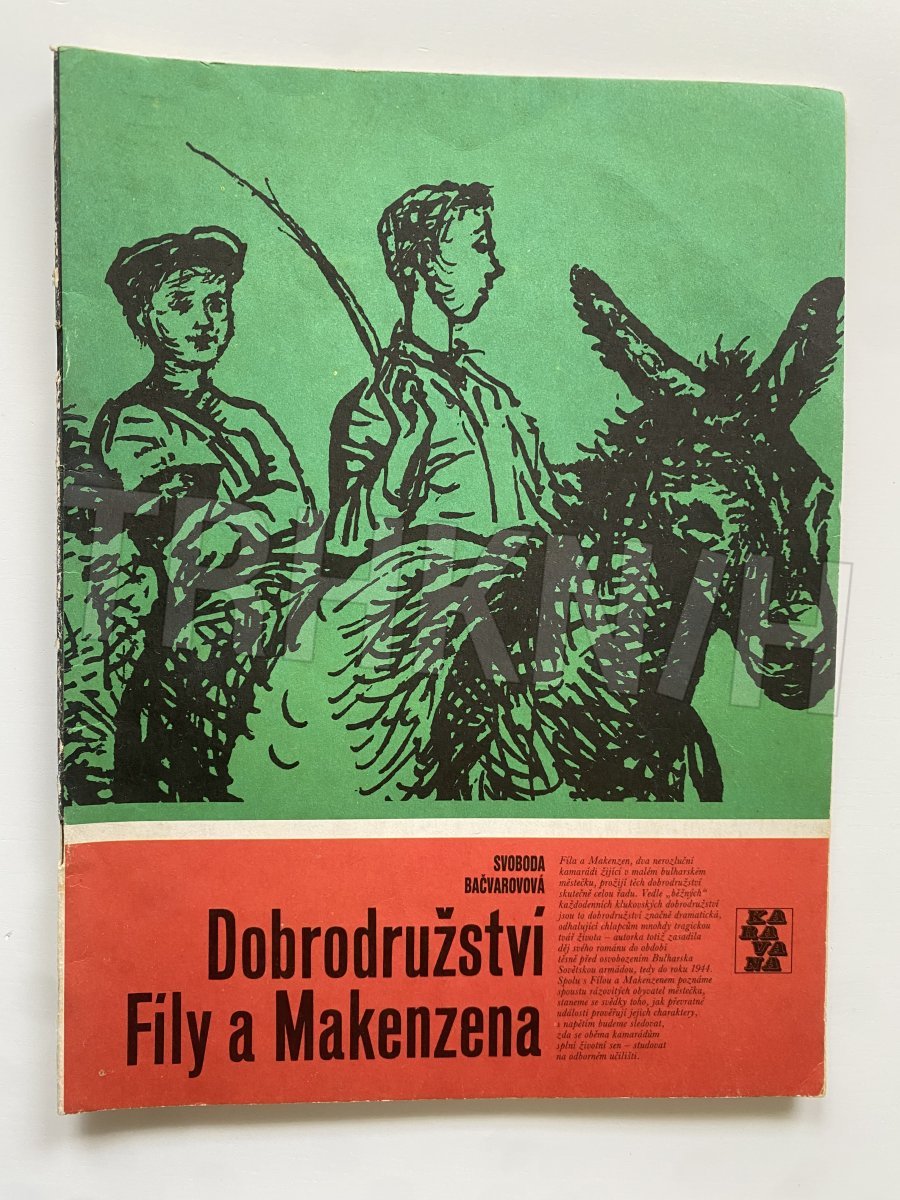 SVOBODA
BAČVAROVOVÁ
Dobrodružství
Fíly a Makenzena
Fíla a Makenzen, dva nerozluční
kamarádi žijící v malém bulharském
městečku, prožijí těch dobrodružství
skutečně celou řadu. Vedle „běžných“
každodenních klukovských dobrodružství
jsou to dobrodružství značně dramatická,
odhalující chlapcům mnohdy tragickou
tvář života – autorka totiž zasadila
děj svého románu do období
těsně před osvobozením Bulharska
Sovětskou armádou, tedy do roku 1944.
Spolu s Fílou a Makenzenem poznáme
spoustu rázovitých obyvatel městečka,
staneme se svědky toho, jak převratné
události prověřují jejich charaktery,
s napětím budeme sledovat,
zda se oběma kamarádům
splní životní sen – studovat
na odborném učilišti.
KA
RA
VA
NA
TRHKNIH